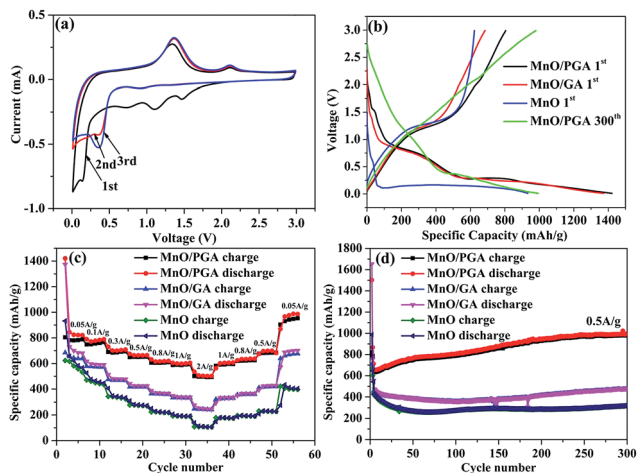 (a)
Current (mA)
0.5
0.0
-0.5
-1.0
3rd
2nd
1st
0.0 0.5 1.0 1.5 2.0 2.5 3.0
Voltage (V)
(b)
Voltage (V)
3.0
2.5
2.0
1.5
1.0
0.5
0.0
MnO/PGA 1st
MnO/GA 1st
MnO 1st
MnO/PGA 300th
0 200 400 600 800 1000 1200 1400
Specific Capacity (mAh/g)
(c)
Specific capacity (mAh/g)
1400
1200
1000
800
600
400
200
0
MnO/PGA charge
MnO/PGA discharge
MnO/GA charge
MnO/GA discharge
MnO charge
MnO discharge
0.05A/g
0.1A/g
0.3A/g
0.5A/g
0.8A/g
1A/g
2A/g
1A/g
0.8A/g
0.5A/g
0.05A/g
0 10 20 30 40 50 60
Cycle number
(d)
Specific capacity (mAh/g)
1800
1600
1400
1200
1000
800
600
400
200
0
MnO/PGA charge
MnO/PGA discharge
MnO/GA charge
MnO/GA discharge
MnO charge
MnO discharge
0.5A/g
0 50 100 150 200 250 300
Cycle number